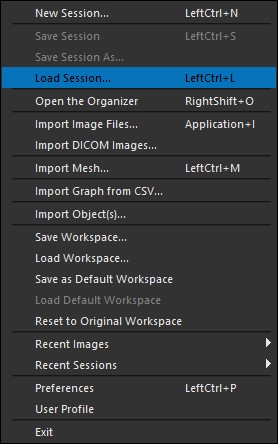 New Session... LeftCtrl+N
Save Session LeftCtrl+S
Save Session As...
Load Session... LeftCtrl+L
Open the Organizer RightShift+O
Import Image Files... Application+I
Import DICOM Images...
Import Mesh... LeftCtrl+M
Import Graph from CSV...
Import Object(s)...
Save Workspace...
Load Workspace...
Save as Default Workspace
Load Default Workspace
Reset to Original Workspace
Recent Images
Recent Sessions
Preferences LeftCtrl+P
User Profile
Exit